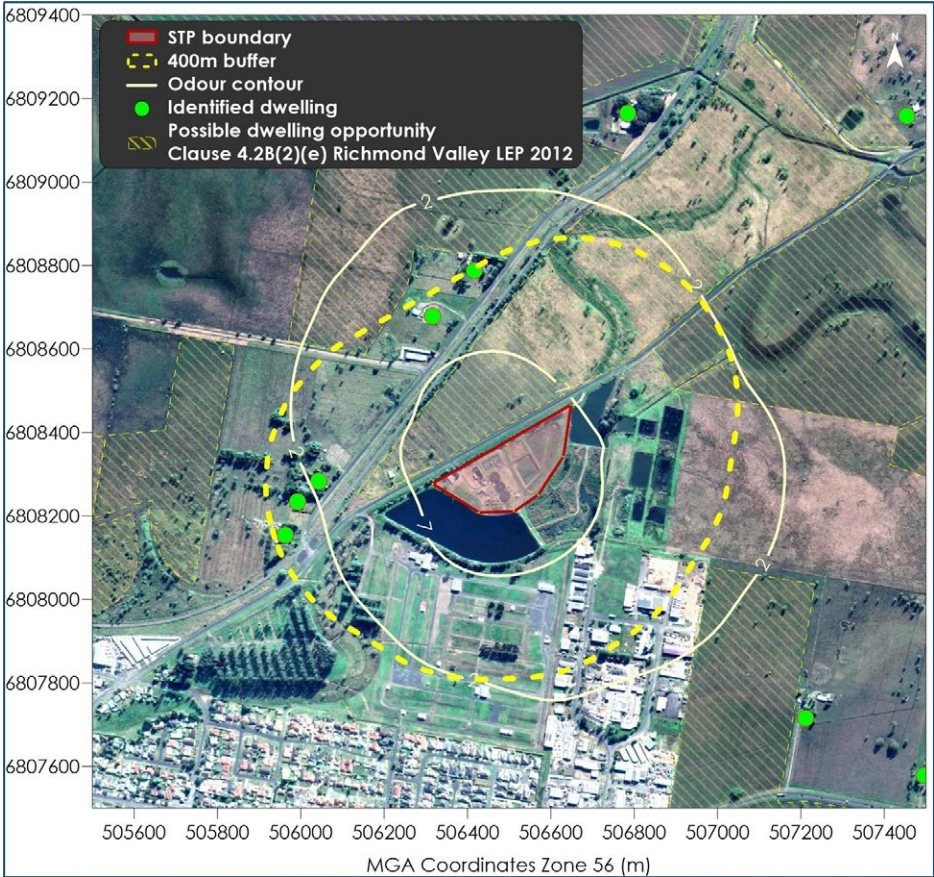 STP boundary
400m buffer
Odour contour
Identified dwelling
Possible dwelling opportunity
Clause 4.2B(2)(e) Richmond Valley LEP 2012
N
6809400
6809200
6809000
6808800
6808600
6808400
6808200
6808000
6807800
6807600
2
2
2
2
2
7
7
505600 505800 506000 506200 506400 506600 506800 507000 507200 507400
MGA Coordinates Zone 56 (m)